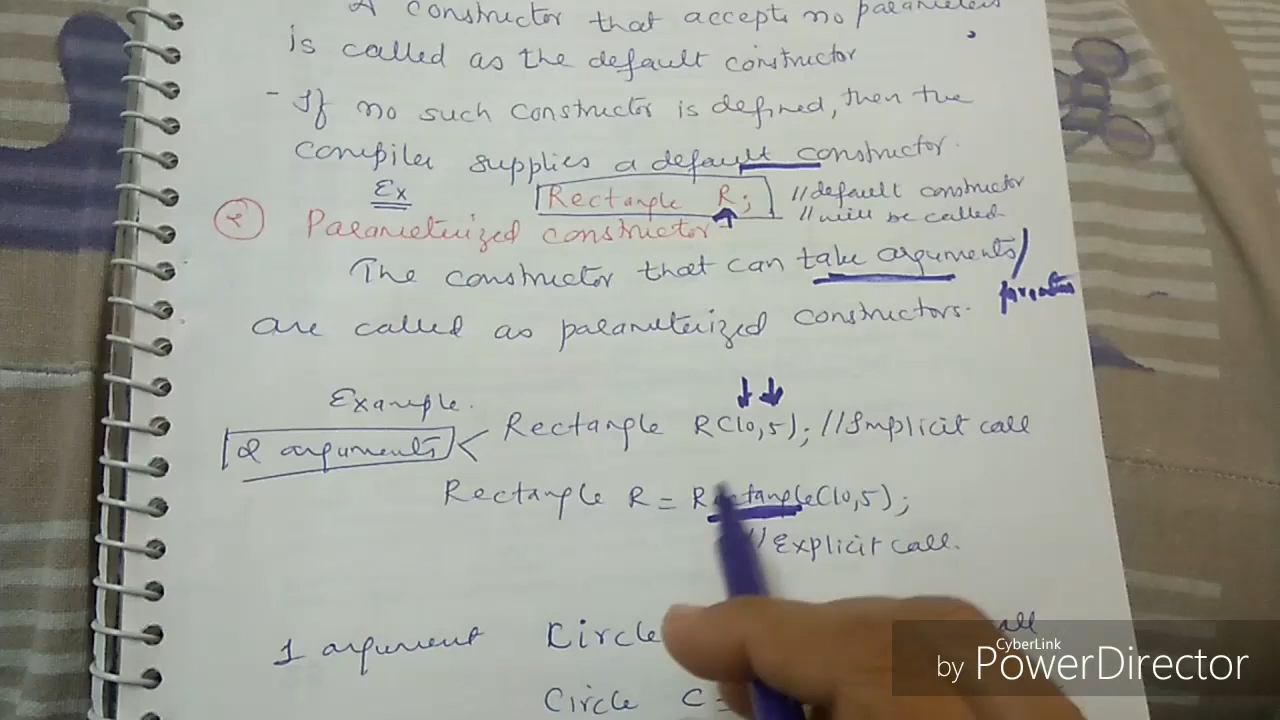 A constructor that accepts no parameters
is called as the default constructor
- If no such constructor is defined, then the
compiler supplies a default constructor.
Ex Rectangle R; //default constructor
//will be called
2 Parameterized constructor
The constructor that can take arguments/
are called as parameterized constructors.
Example.
2 arguments < Rectangle R(10,5); //Implicit call
Rectangle R = Rectangle(10,5);
//Explicit call.
1 argument Circle
Circle C=
CyberLink
by PowerDirector